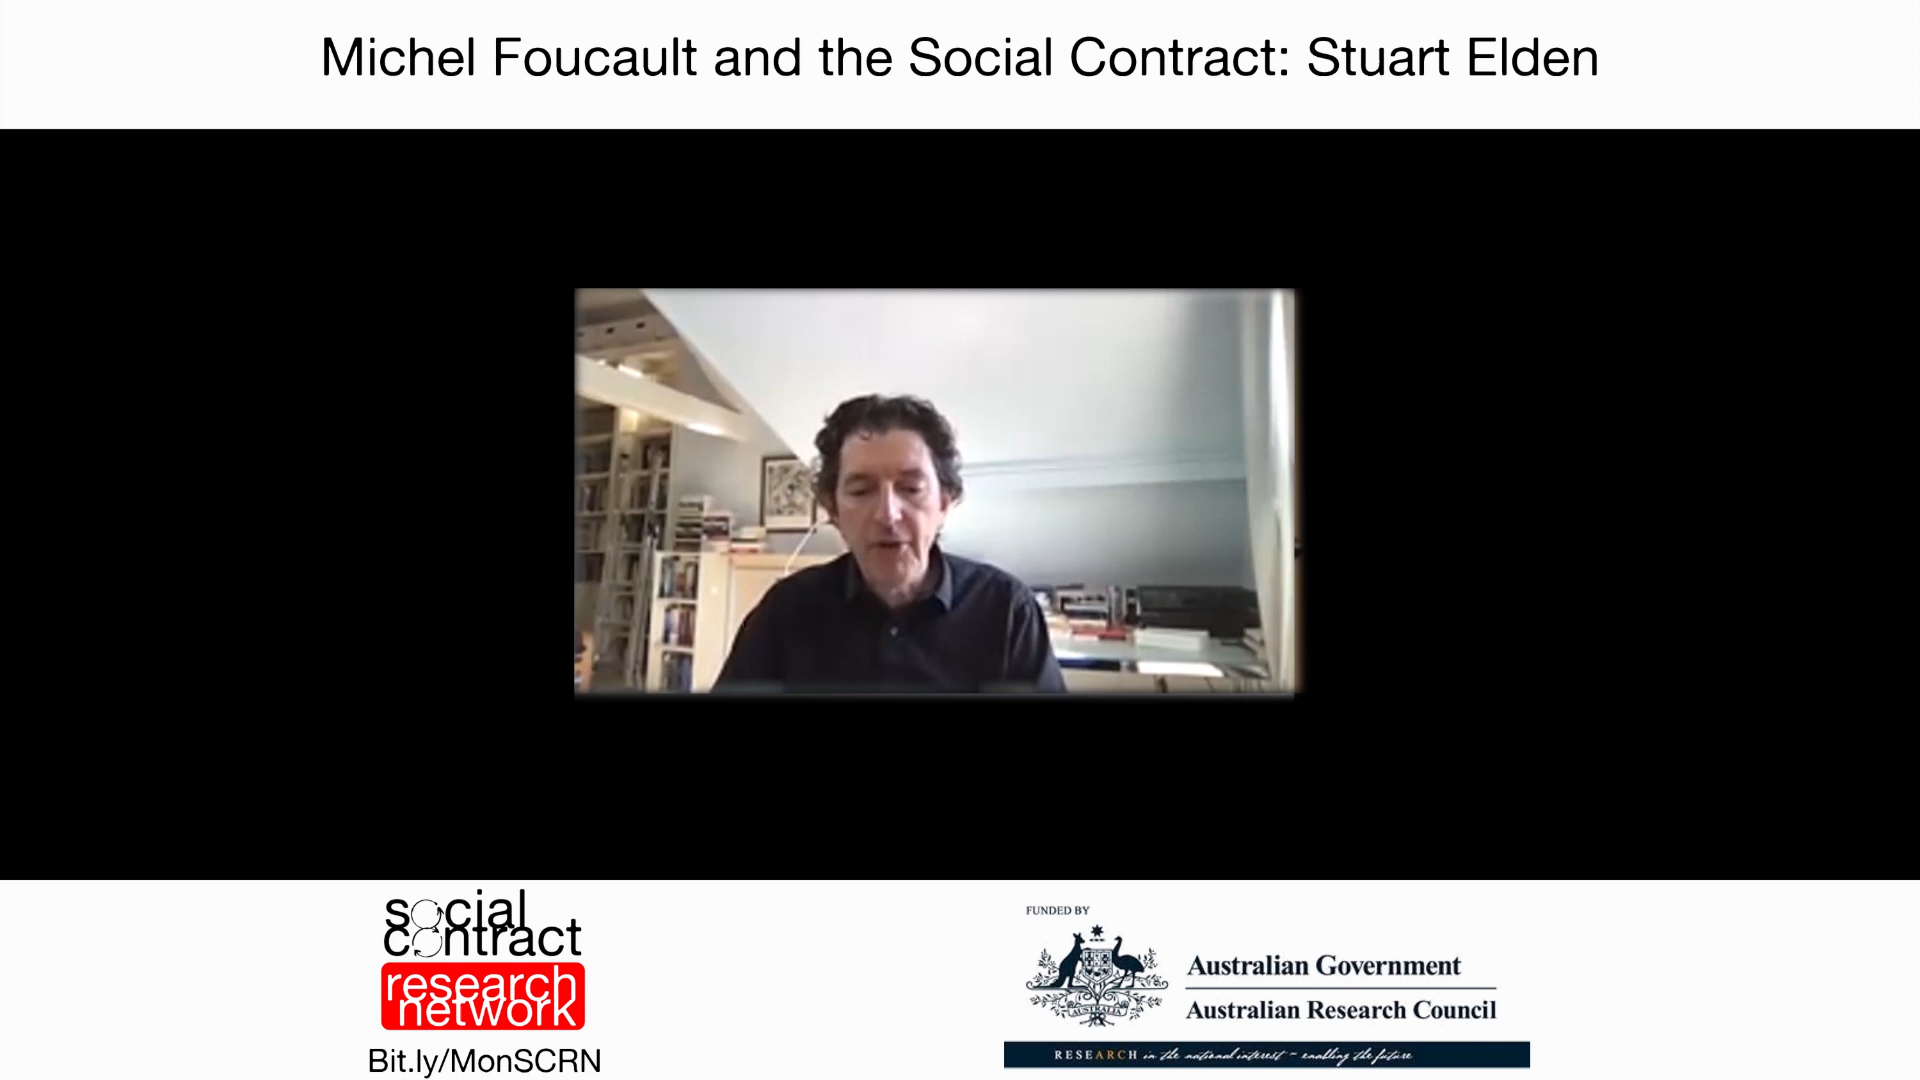 Michel Foucault and the Social Contract: Stuart Elden
social
contract
research
network
Bit.ly/MonSCRN
FUNDED BY
AUSTRALIA
Australian Government
Australian Research Council
RESEARCH in the national interest ~ enabling the future